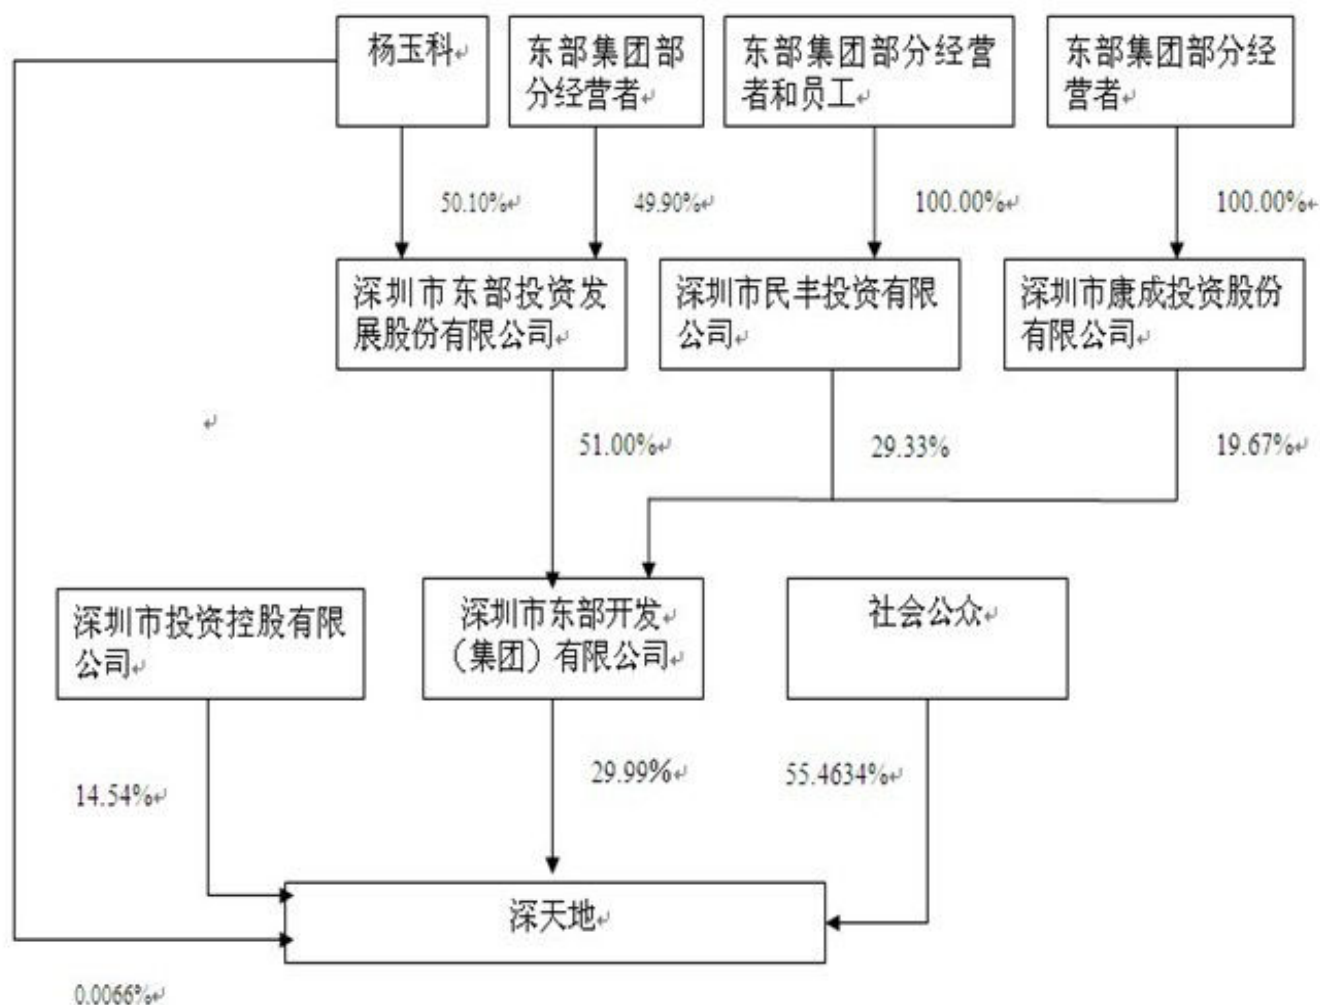 杨玉科
东部集团部
分经营者
东部集团部分经营
者和员工
东部集团部分经
营者
50.10%
49.90%
100.00%
100.00%
深圳市东部投资发
展股份有限公司
深圳市民丰投资有限
公司
深圳市康成投资股份
有限公司
51.00%
29.33%
19.67%
深圳市投资控股有限
公司
深圳市东部开发
（集团）有限公司
社会公众
14.54%
29.99%
55.4634%
深天地
0.0066%